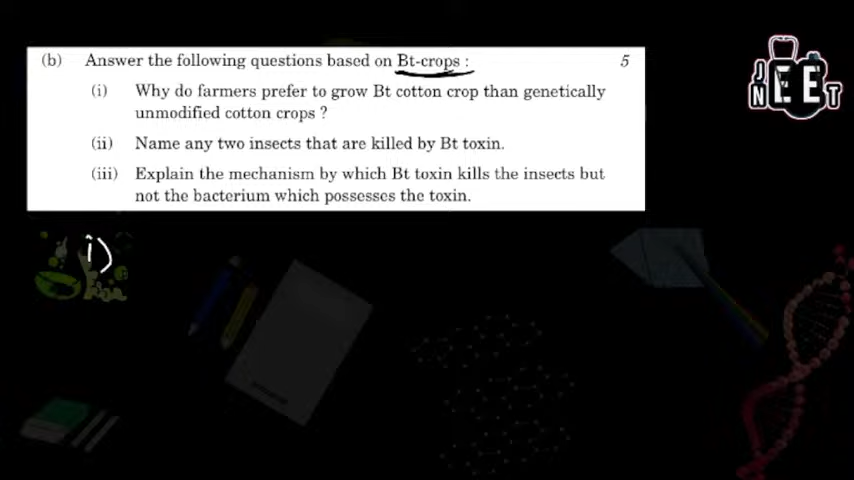 (b) Answer the following questions based on Bt-crops : 5
(i) Why do farmers prefer to grow Bt cotton crop than genetically
unmodified cotton crops ?
(ii) Name any two insects that are killed by Bt toxin.
(iii) Explain the mechanism by which Bt toxin kills the insects but
not the bacterium which possesses the toxin.
i)
J
NEET